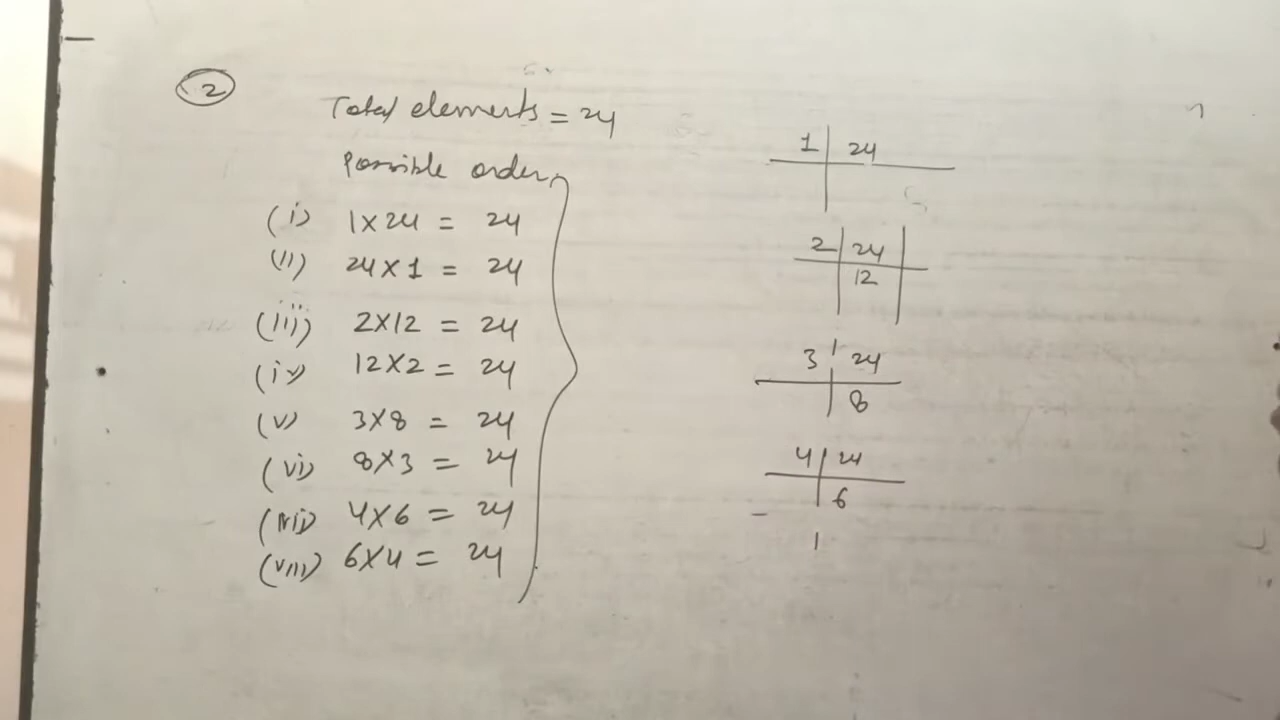 2
Total elements = 24
Possible order,
(i) 1 x 24 = 24
(ii) 24 x 1 = 24
(iii) 2 x 12 = 24
(iv) 12 x 2 = 24
(v) 3 x 8 = 24
(vi) 8 x 3 = 24
(vii) 4 x 6 = 24
(viii) 6 x 4 = 24
1 | 24
2 | 24
12
3 | 24
8
4 | 24
6